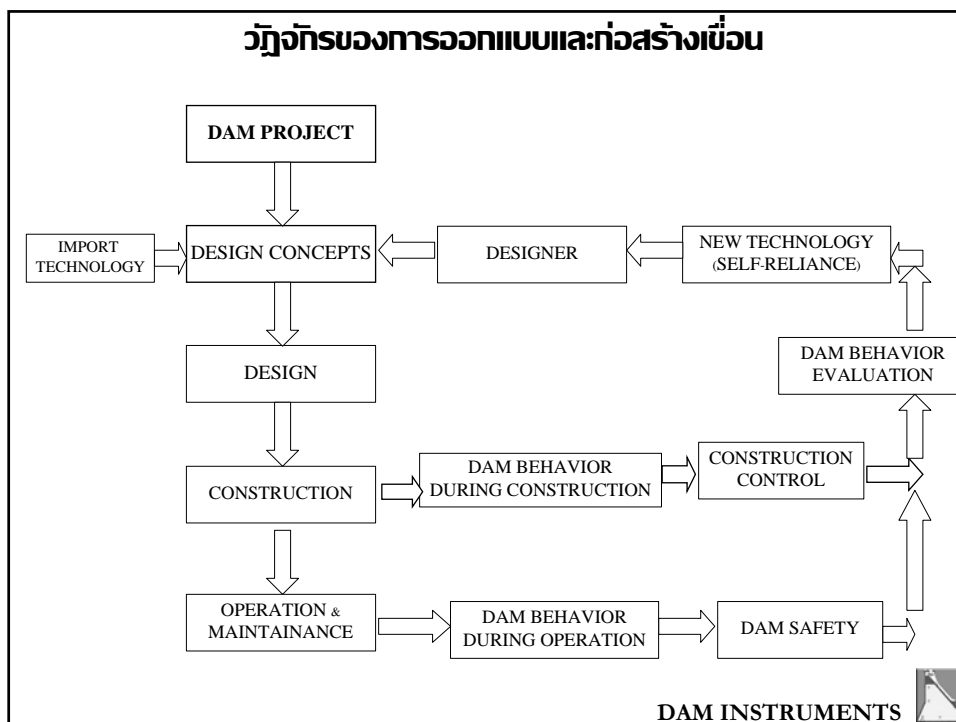 วัฏจักรของการออกแบบและก่อสร้างเขื่อน
DAM PROJECT
IMPORT
TECHNOLOGY
DESIGN CONCEPTS
DESIGNER
NEW TECHNOLOGY
(SELF-RELIANCE)
DESIGN
DAM BEHAVIOR
EVALUATION
CONSTRUCTION
DAM BEHAVIOR
DURING CONSTRUCTION
CONSTRUCTION
CONTROL
OPERATION &
MAINTAINANCE
DAM BEHAVIOR
DURING OPERATION
DAM SAFETY
DAM INSTRUMENTS